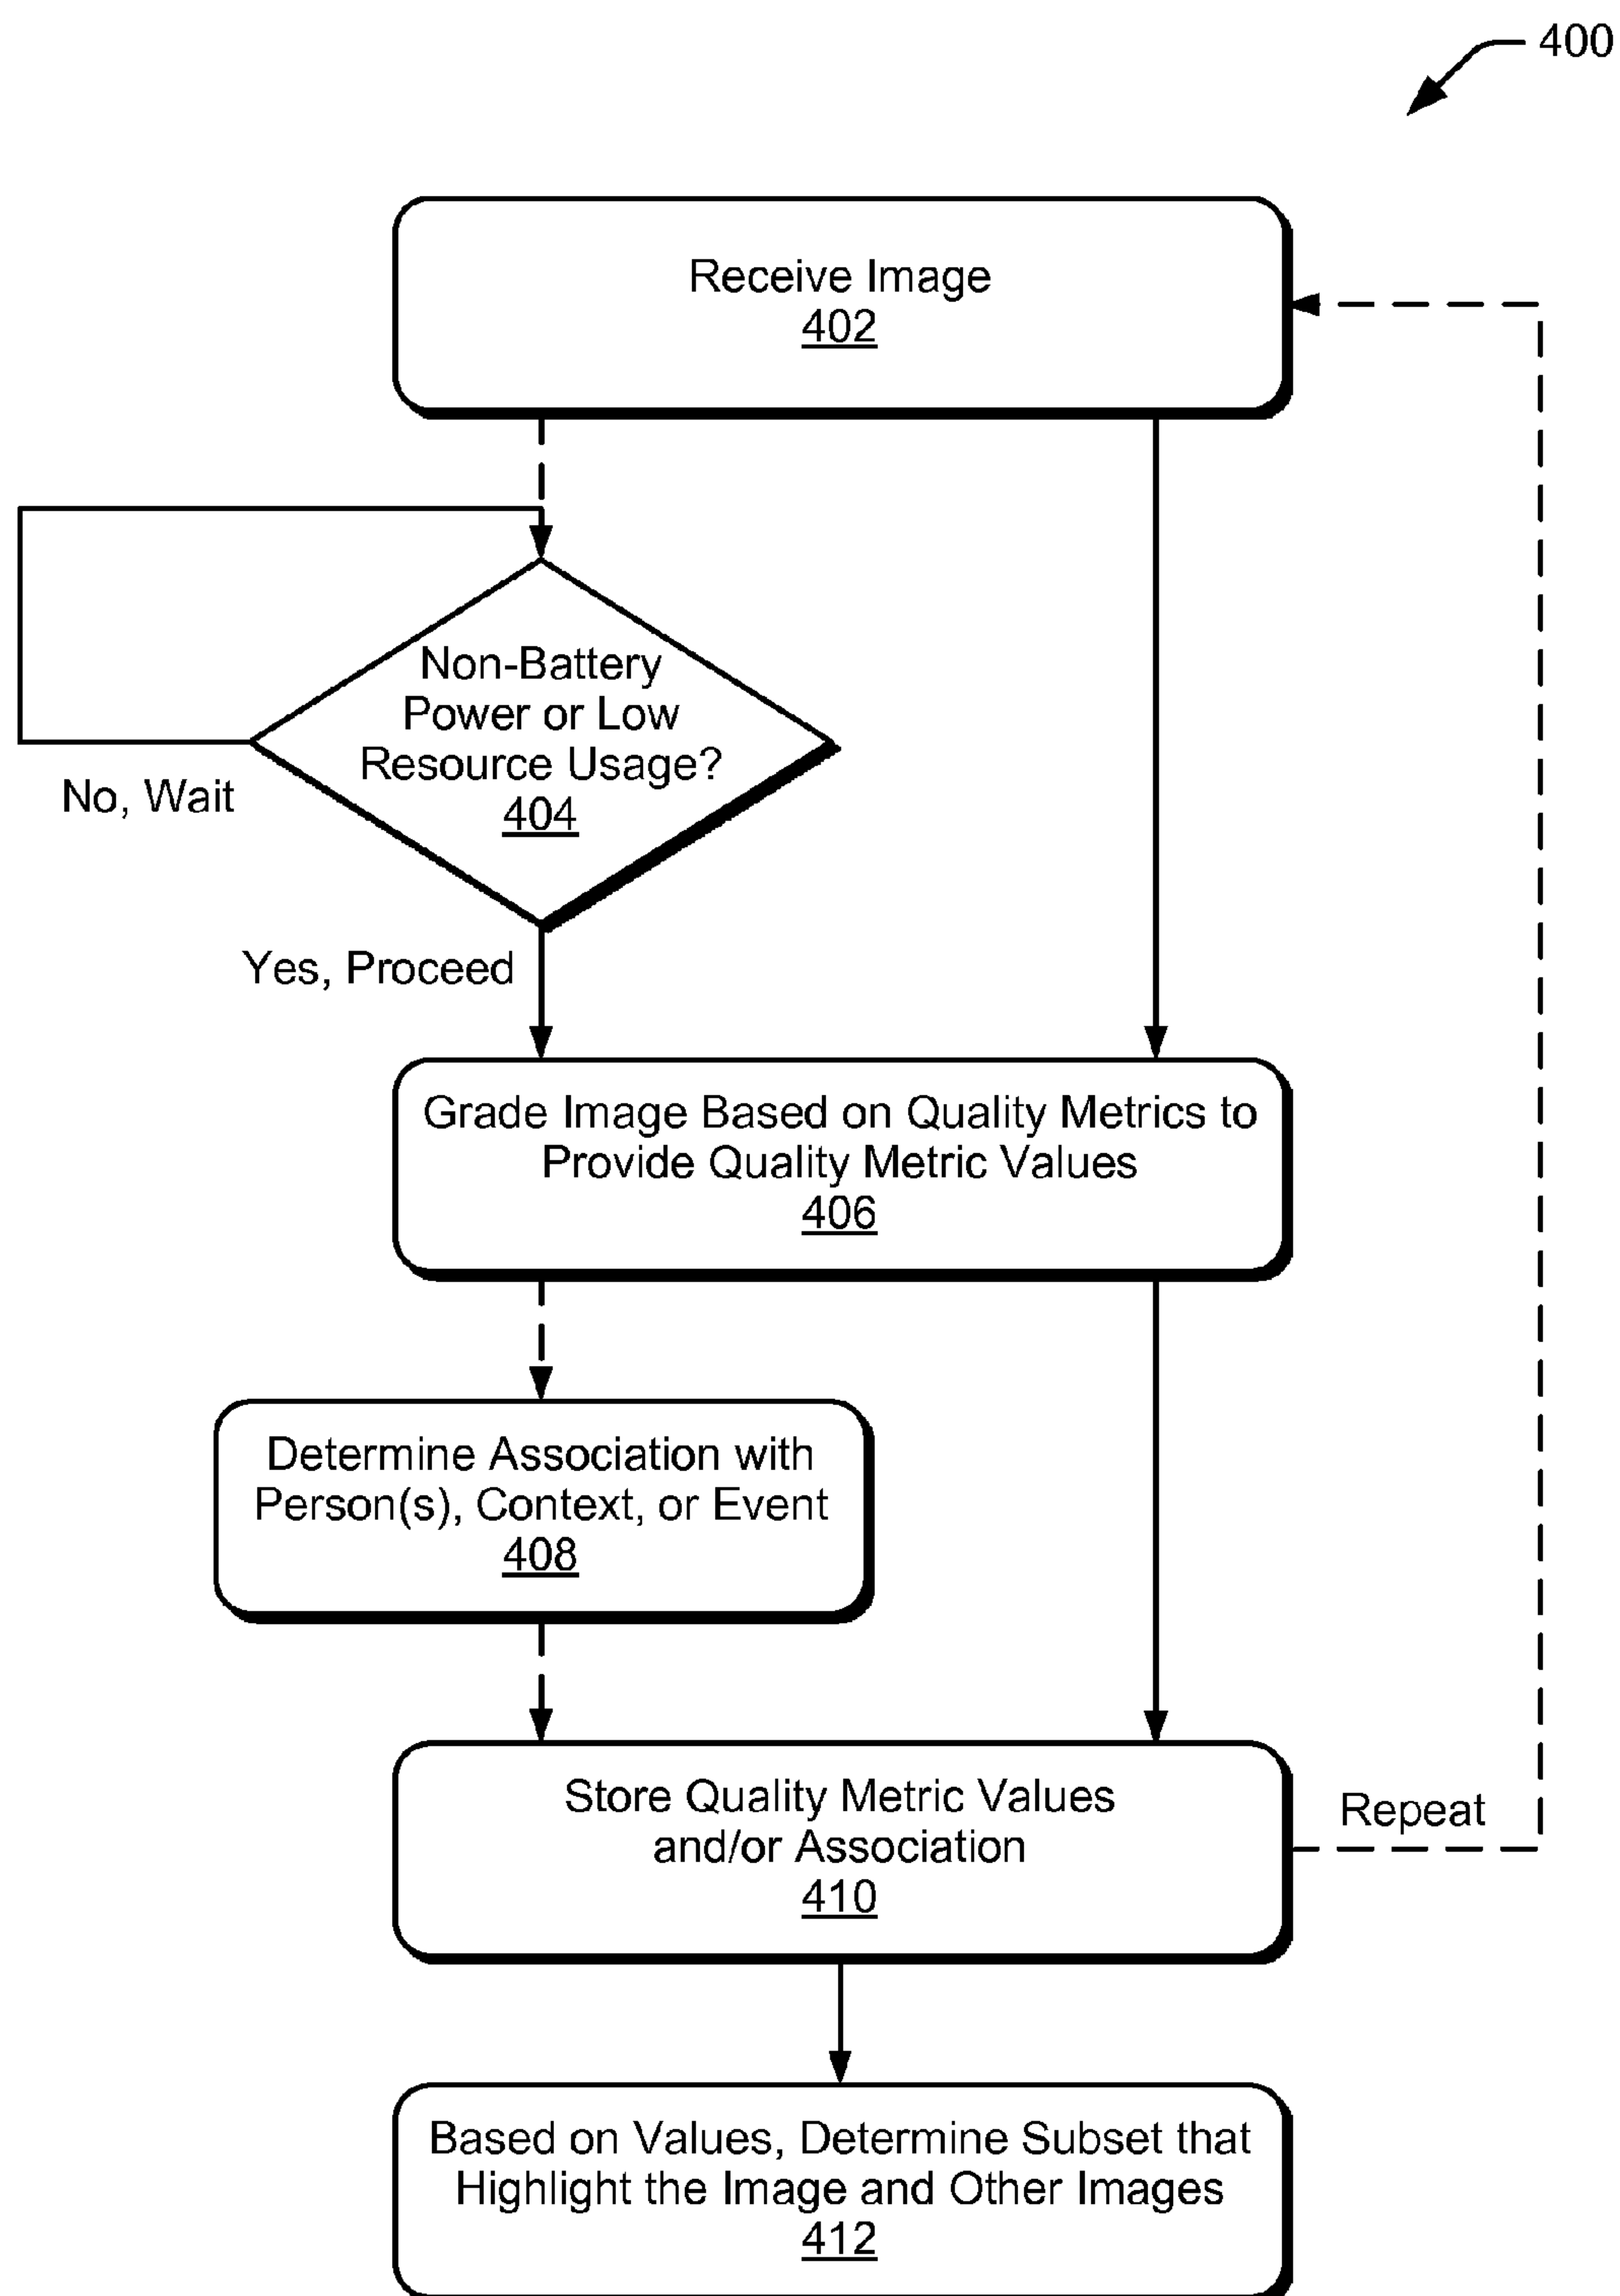 400
Receive Image
402
Non-Battery
Power or Low
Resource Usage?
404
No, Wait
Yes, Proceed
Grade Image Based on Quality Metrics to
Provide Quality Metric Values
406
Determine Association with
Person(s), Context, or Event
408
Store Quality Metric Values
and/or Association
410
Repeat
Based on Values, Determine Subset that
Highlight the Image and Other Images
412